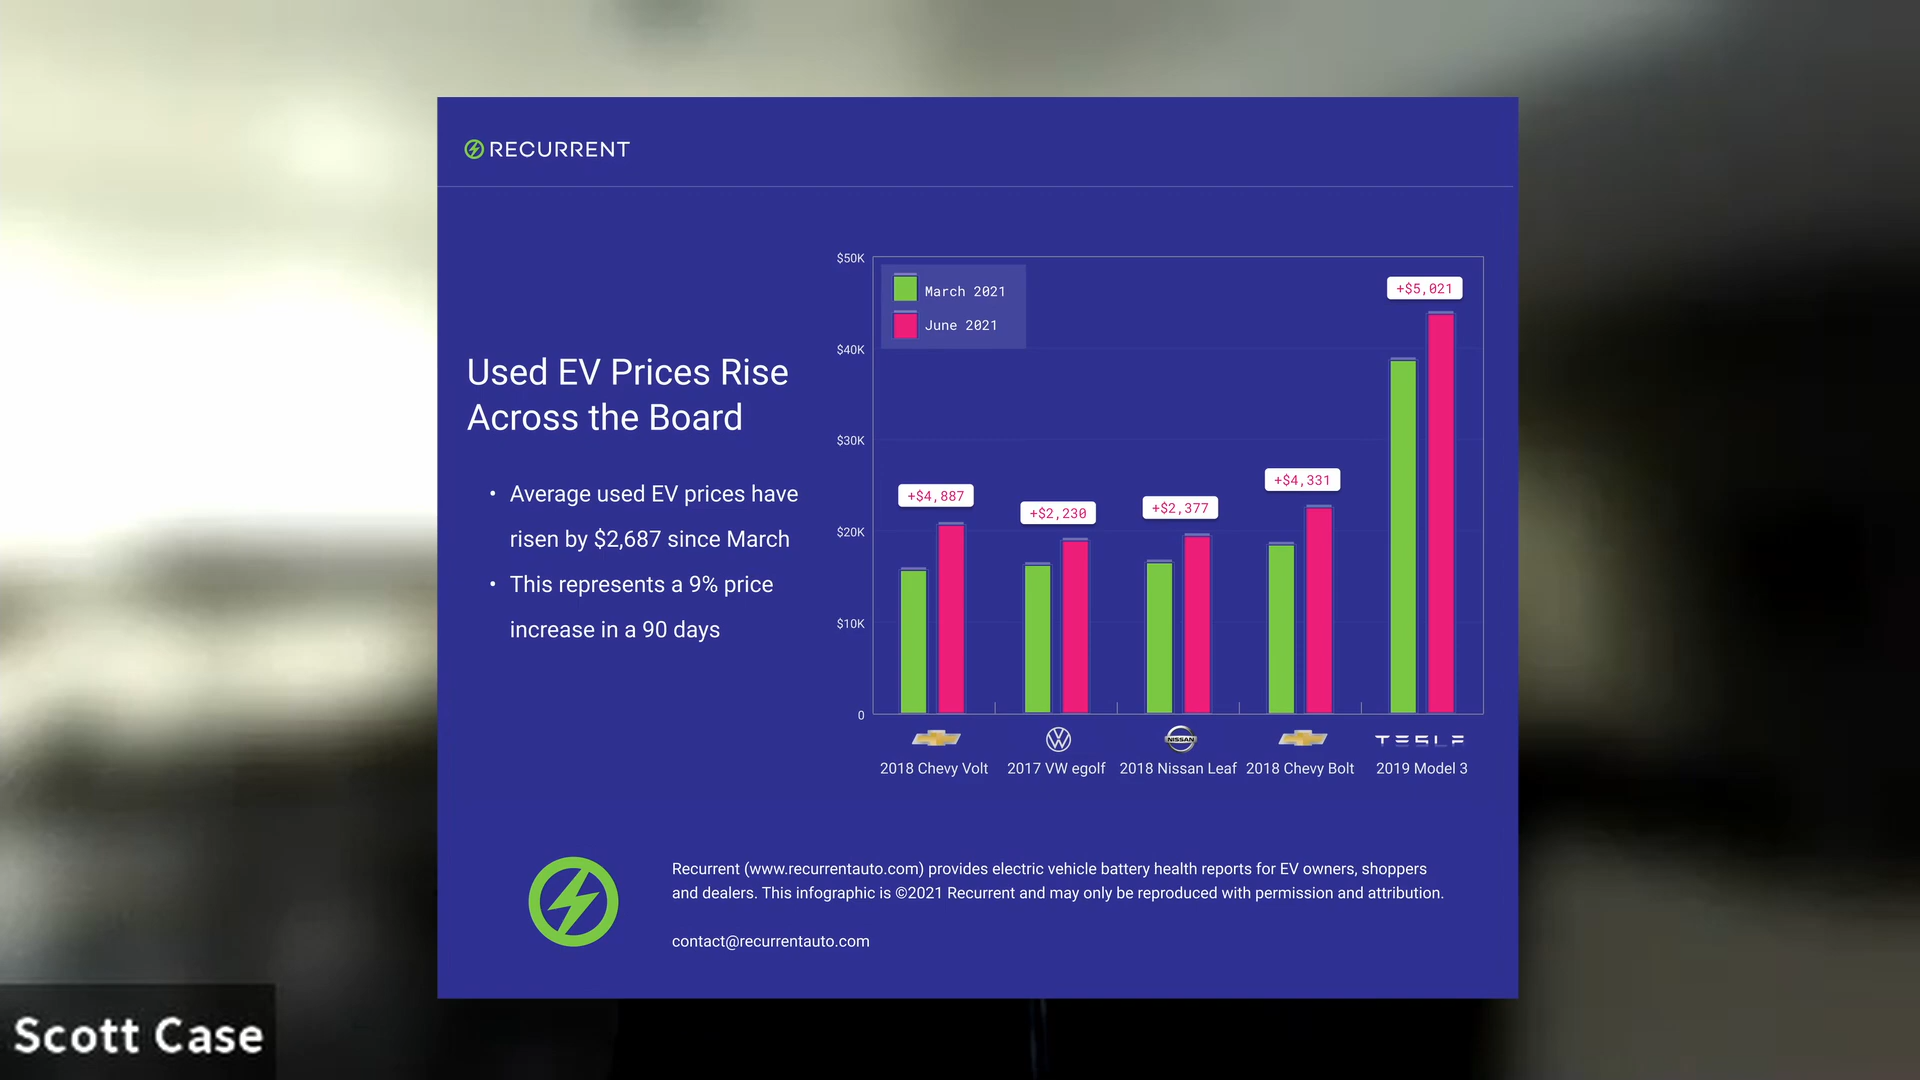 RECURRENT
Used EV Prices Rise
Across the Board
• Average used EV prices have
risen by $2,687 since March
• This represents a 9% price
increase in a 90 days
$50K
$40K
$30K
$20K
$10K
0
March 2021
June 2021
+$4,887
+$2,230
+$2,377
+$4,331
+$5,021
NISSAN
TESLA
2018 Chevy Volt
2017 VW egolf
2018 Nissan Leaf
2018 Chevy Bolt
2019 Model 3
Recurrent (www.recurrentauto.com) provides electric vehicle battery health reports for EV owners, shoppers
and dealers. This infographic is ©2021 Recurrent and may only be reproduced with permission and attribution.
contact@recurrentauto.com
Scott Case